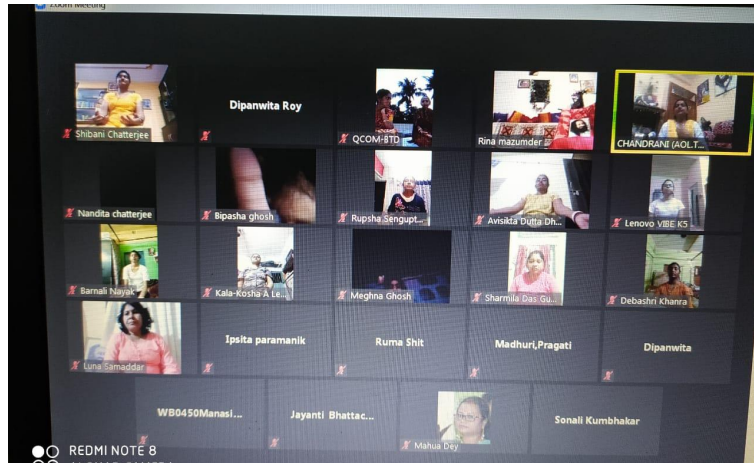 Zoom Meeting
Shibani Chatterjee
Dipanwita Roy
QCOM-BTD
Rina mazumder
CHANDRANI (AOL.T...
Nandita chatterjee
Bipasha ghosh
Rupsha Sengupt...
Avisikta Dutta Dh...
Lenovo VIBE K5
Barnali Nayak
Kala-Kosha A Le...
Meghna Ghosh
Sharmila Das Gu...
Debashri Khanra
Luna Samaddar
Ipsita paramanik
Ruma Shit
Madhuri,Pragati
Dipanwita
WB0450Manasi...
Jayanti Bhattac...
Mahua Dey
Sonali Kumbhakar
REDMI NOTE 8